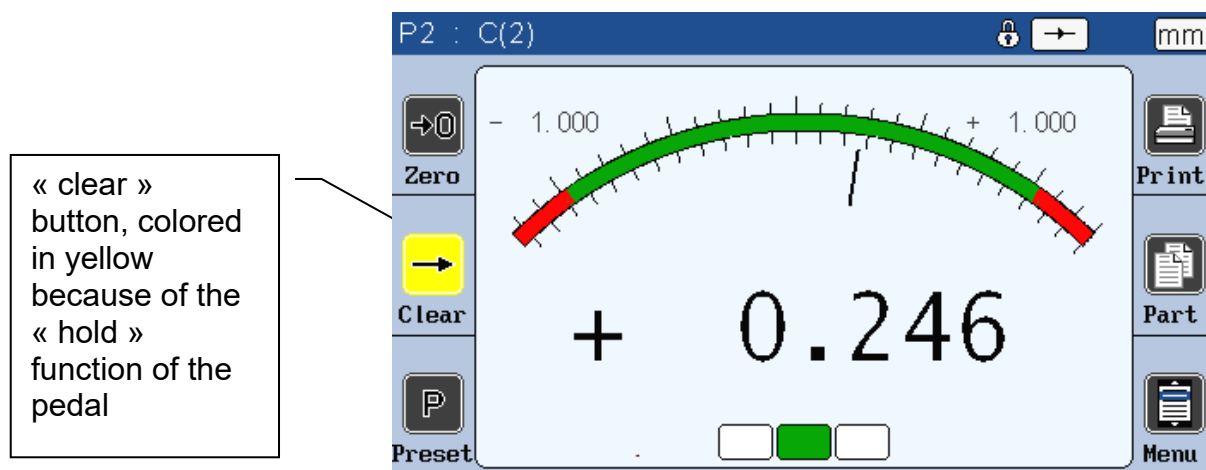 P2 : C(2)
mm
→0
Zero
- 1.000
+ 1.000
Print
« clear »
button, colored
in yellow
because of the
« hold »
function of the
pedal
Clear
+ 0.246
Part
P
Preset
Menu